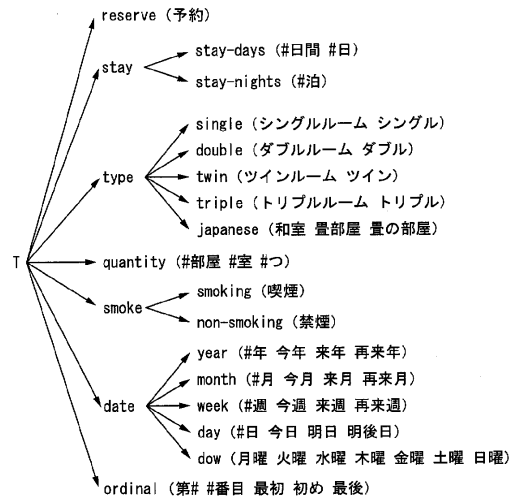 reserve (予約)
stay
stay-days (#日間 #日)
stay-nights (#泊)
type
single (シングルルーム シングル)
double (ダブルルーム ダブル)
twin (ツインルーム ツイン)
triple (トリプルルーム トリプル)
japanese (和室 畳部屋 畳の部屋)
T
quantity (#部屋 #室 #つ)
smoke
smoking (喫煙)
non-smoking (禁煙)
date
year (#年 今年 来年 再来年)
month (#月 今月 来月 再来月)
week (#週 今週 来週 再来週)
day (#日 今日 明日 明後日)
dow (月曜 火曜 水曜 木曜 金曜 土曜 日曜)
ordinal (第# #番目 最初 初め 最後)